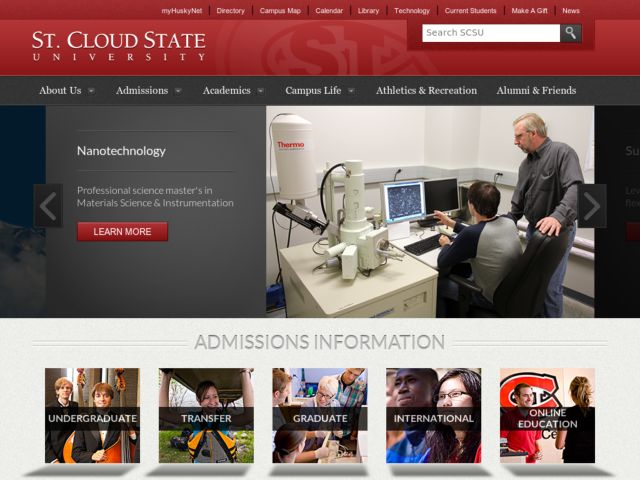 myHuskyNet Directory Campus Map Calendar Library Technology Current Students Make A Gift News
ST. CLOUD STATE
UNIVERSITY
Search SCSU
About Us Admissions Academics Campus Life Athletics & Recreation Alumni & Friends
Nanotechnology
Professional science master's in
Materials Science & Instrumentation
LEARN MORE
Thermo
Su
Le
fle
ADMISSIONS INFORMATION
UNDERGRADUATE
TRANSFER
GRADUATE
INTERNATIONAL
ONLINE
EDUCATION